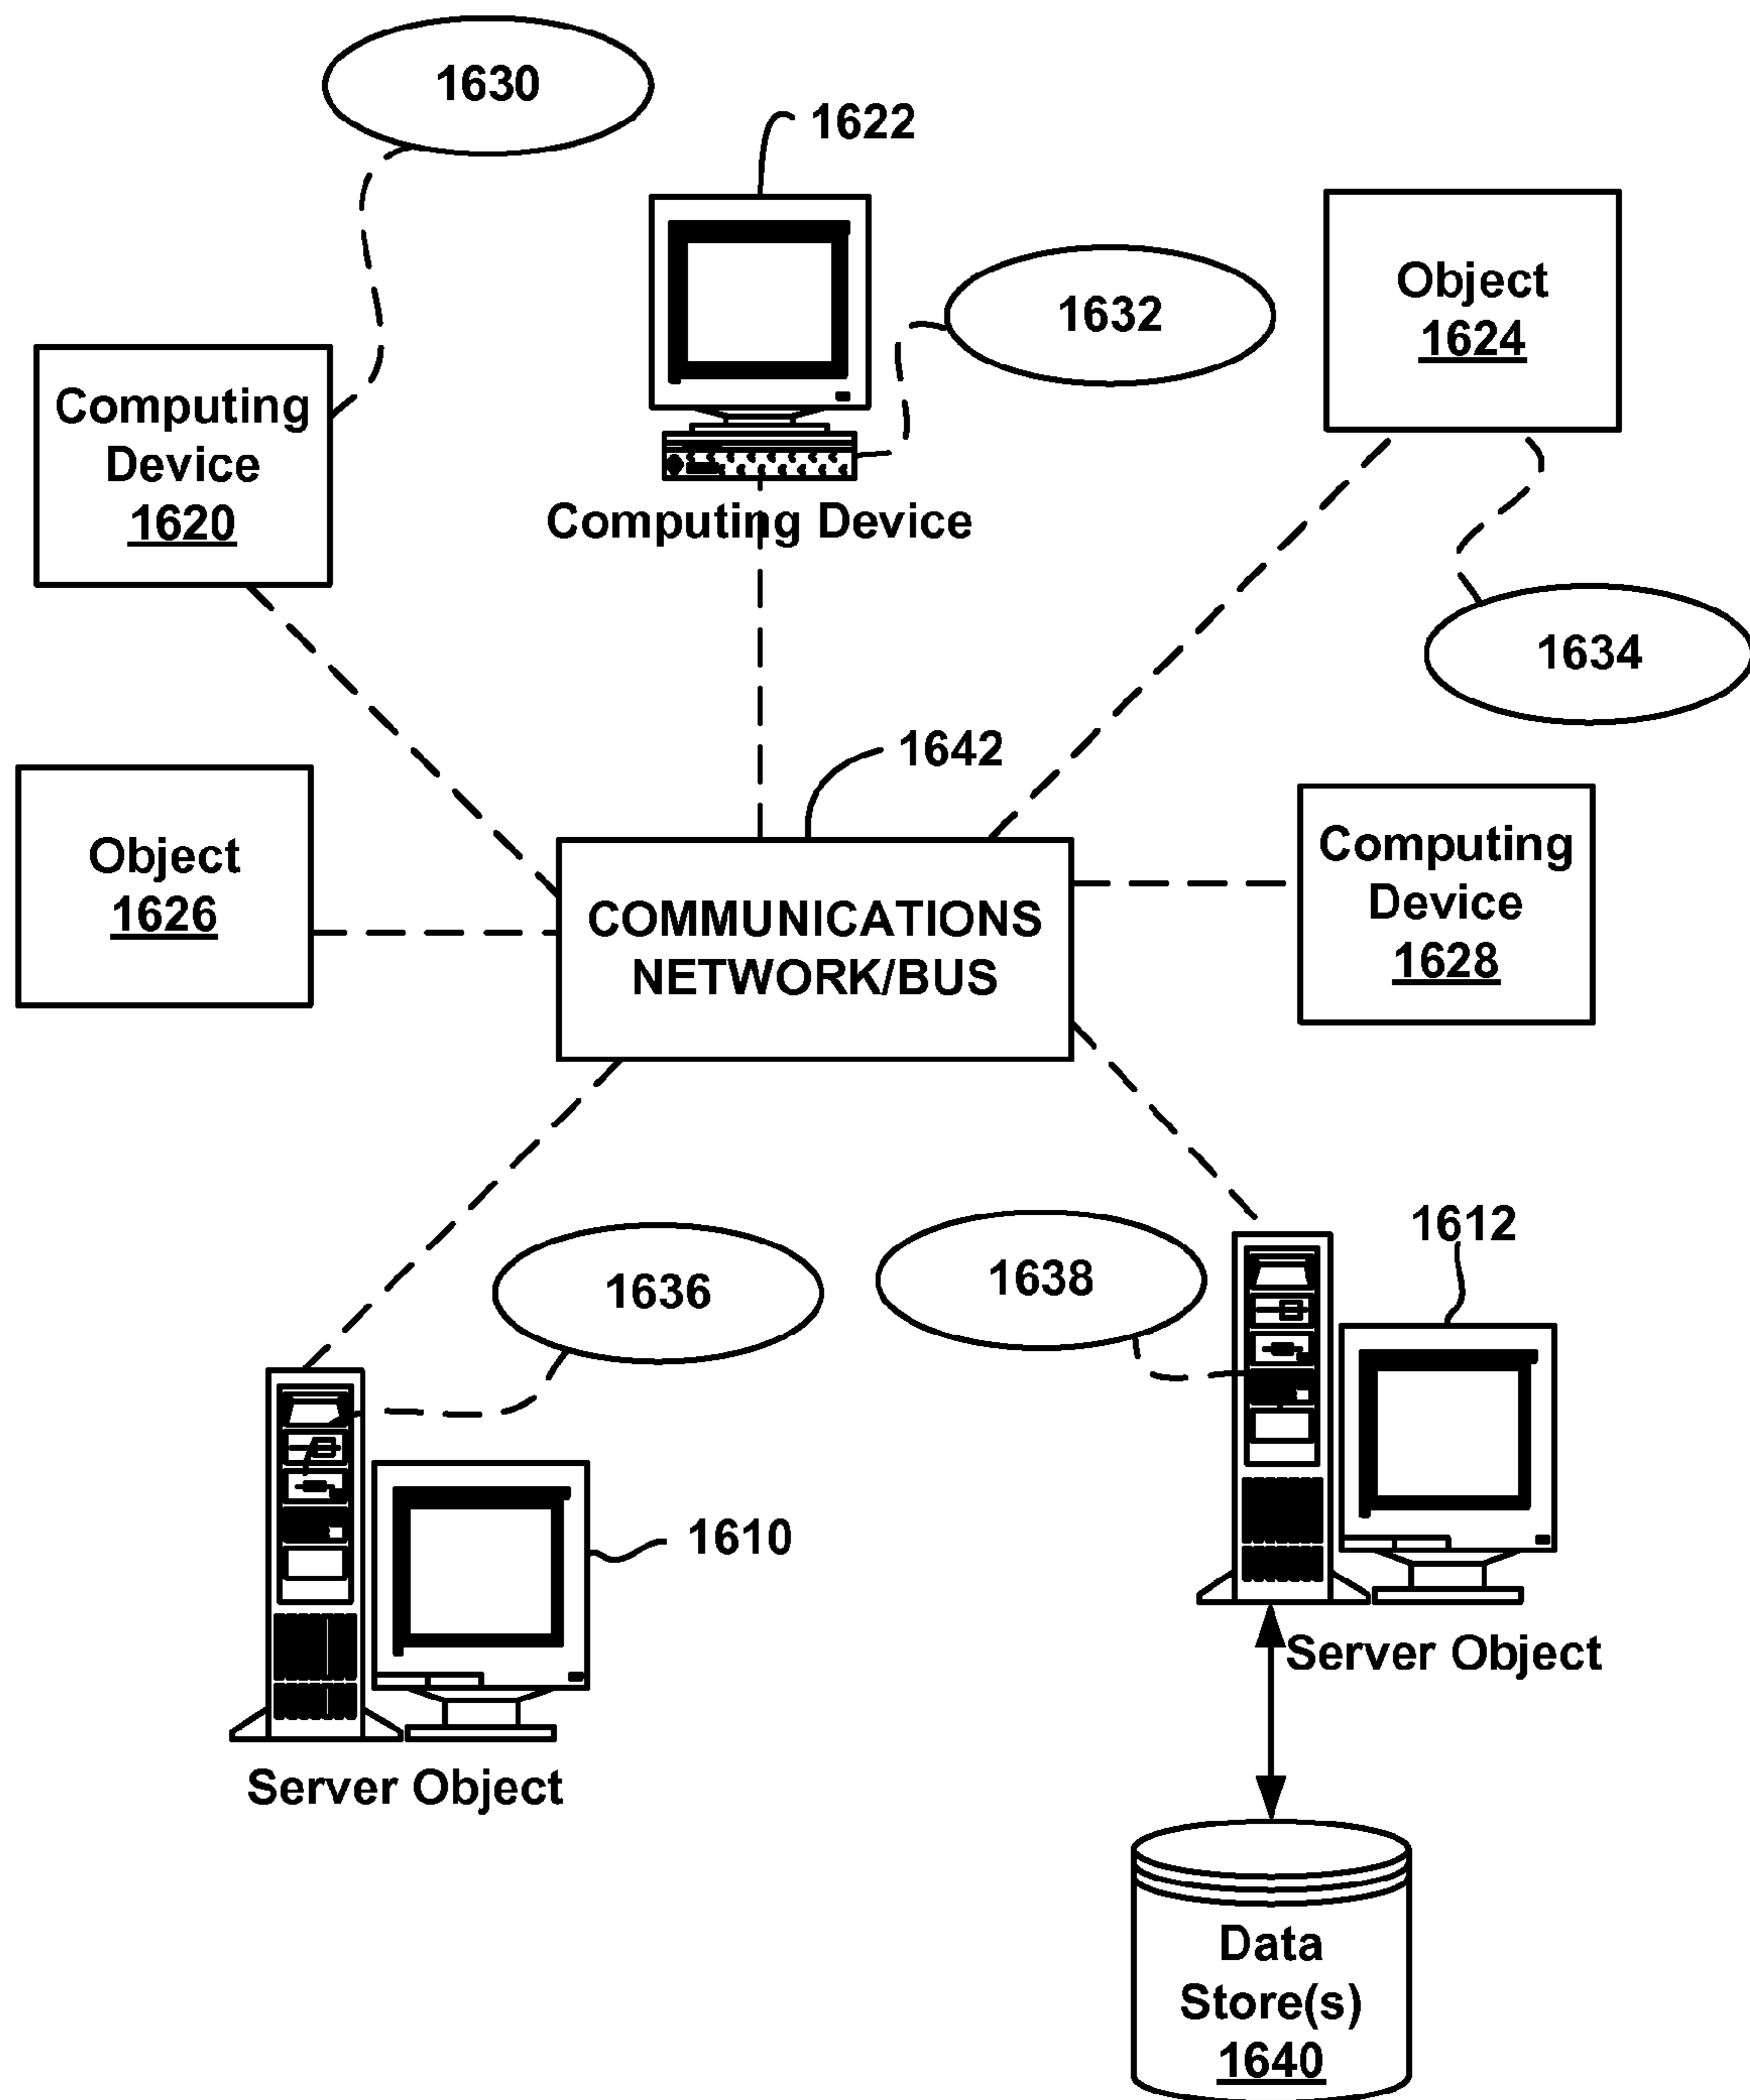 1630
1622
1632
Object
1624
Computing
Device
1620
Computing Device
1634
1642
Object
1626
COMMUNICATIONS
NETWORK/BUS
Computing
Device
1628
1636
1638
1612
1610
Server Object
Server Object
Data
Store(s)
1640